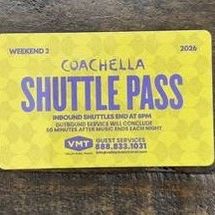 WEEKEND 2
2026
COACHELLA
SHUTTLE PASS
INBOUND SHUTTLES END AT 8PM
OUTBOUND SERVICE WILL CONCLUDE
60 MINUTES AFTER MUSIC ENDS EACH NIGHT
VMT
GUEST SERVICES
888.833.1031